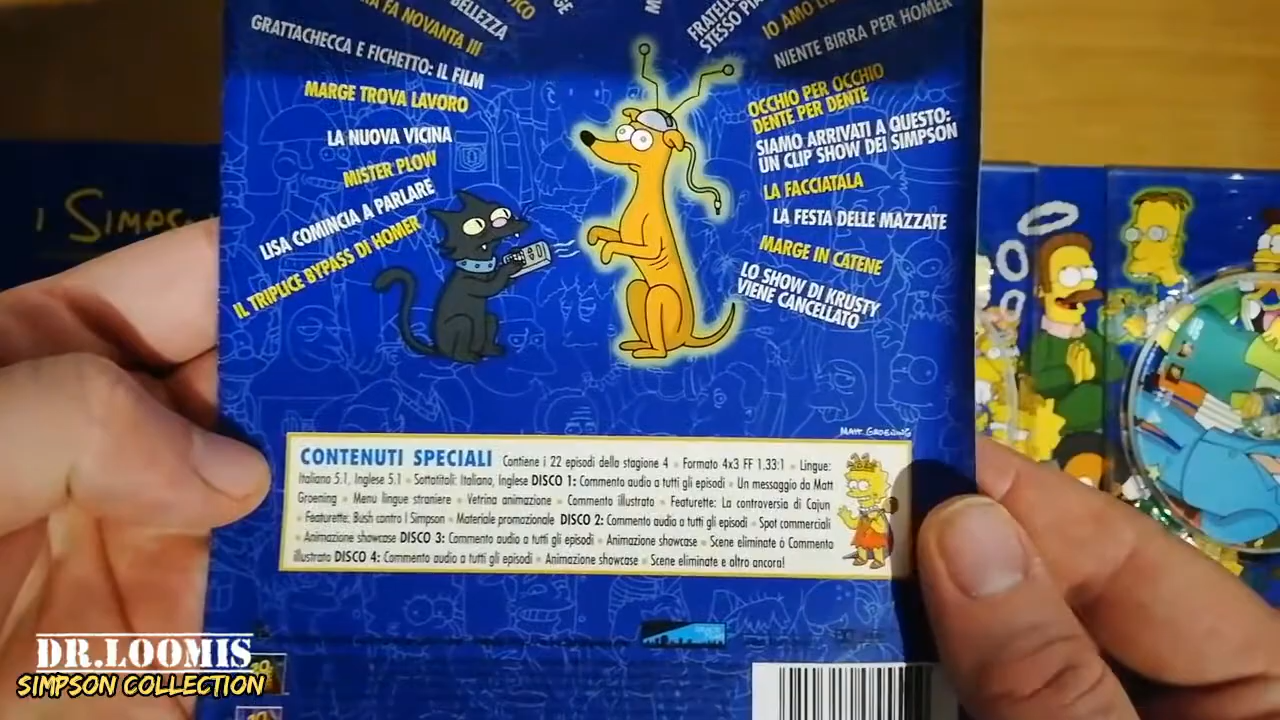 BELLEZZA
FA NOVANTA III
GRATTACHECCA E FICHETTO: IL FILM
MARGE TROVA LAVORO
LA NUOVA VICINA
MISTER PLOW
LISA COMINCIA A PARLARE
IL TRIPLICE BYPASS DI HOMER
STESSO
IO AMO
NIENTE BIRRA PER HOMER
OCCHIO PER OCCHIO
DENTE PER DENTE
SIAMO ARRIVATI A QUESTO:
UN CLIP SHOW DEI SIMPSON
LA FACCIATALA
LA FESTA DELLE MAZZATE
MARGE IN CATENE
LO SHOW DI KRUSTY
VIENE CANCELLATO
I SIMPS
MATT GROENING
CONTENUTI SPECIALI Contiene i 22 episodi della stagione 4 • Formato 4x3 FF 1.33:1 • Lingue:
Italiano 5.1, Inglese 5.1 • Sottotitoli: Italiano, Inglese DISCO 1: Commento audio a tutti gli episodi • Un messaggio da Matt
Groening • Menu lingue straniere • Vetrina animazione • Commento illustrato • Featurette: La controversia di Cajun
• Featurette: Bush contro I Simpson • Materiale promozionale DISCO 2: Commento audio a tutti gli episodi • Spot commerciali
• Animazione showcase DISCO 3: Commento audio a tutti gli episodi • Animazione showcase • Scene eliminate ó Commento
illustrato DISCO 4: Commento audio a tutti gli episodi • Animazione showcase • Scene eliminate e altro ancora!
DR.LOOMIS
SIMPSON COLLECTION